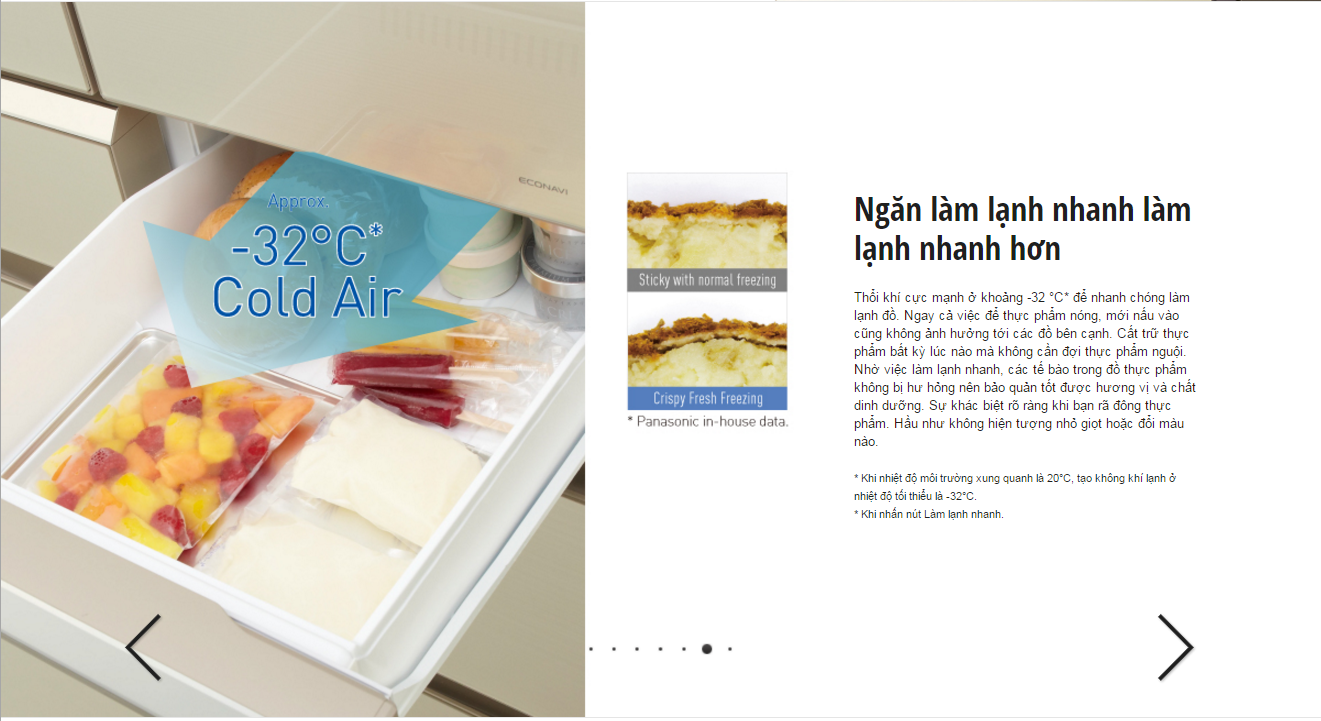 ECONAVI
Approx.
-32°C*
Cold Air
Sticky with normal freezing
Crispy Fresh Freezing
* Panasonic in-house data.
Ngăn làm lạnh nhanh làm
lạnh nhanh hơn
Thổi khí cực mạnh ở khoảng -32 °C* để nhanh chóng làm
lạnh đồ. Ngay cả việc để thực phẩm nóng, mới nấu vào
cũng không ảnh hưởng tới các đồ bên cạnh. Cất trữ thực
phẩm bất kỳ lúc nào mà không cần đợi thực phẩm nguội.
Nhờ việc làm lạnh nhanh, các tế bào trong đồ thực phẩm
không bị hư hỏng nên bảo quản tốt được hương vị và chất
dinh dưỡng. Sự khác biệt rõ ràng khi bạn rã đông thực
phẩm. Hầu như không hiện tượng nhỏ giọt hoặc đổi màu
nào.
* Khi nhiệt độ môi trường xung quanh là 20°C, tạo không khí lạnh ở
nhiệt độ tối thiểu là -32°C.
* Khi nhấn nút Làm lạnh nhanh.